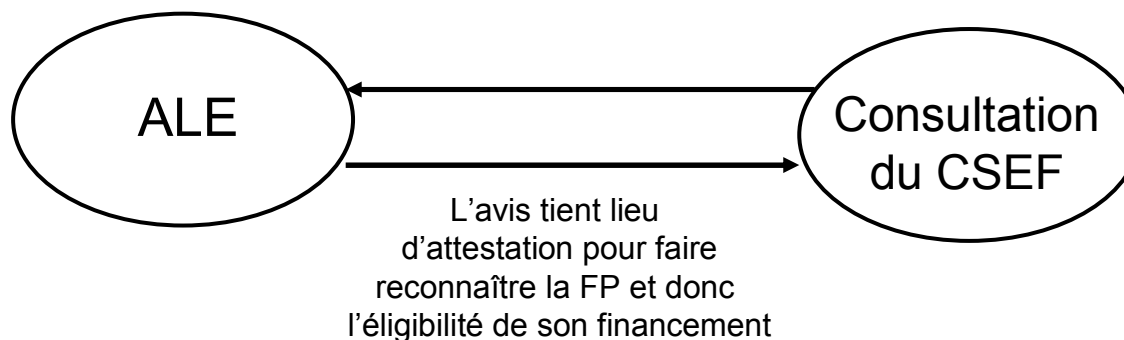 ALE
Consultation
du CSEF
L’avis tient lieu
d’attestation pour faire
reconnaître la FP et donc
l’éligibilité de son financement